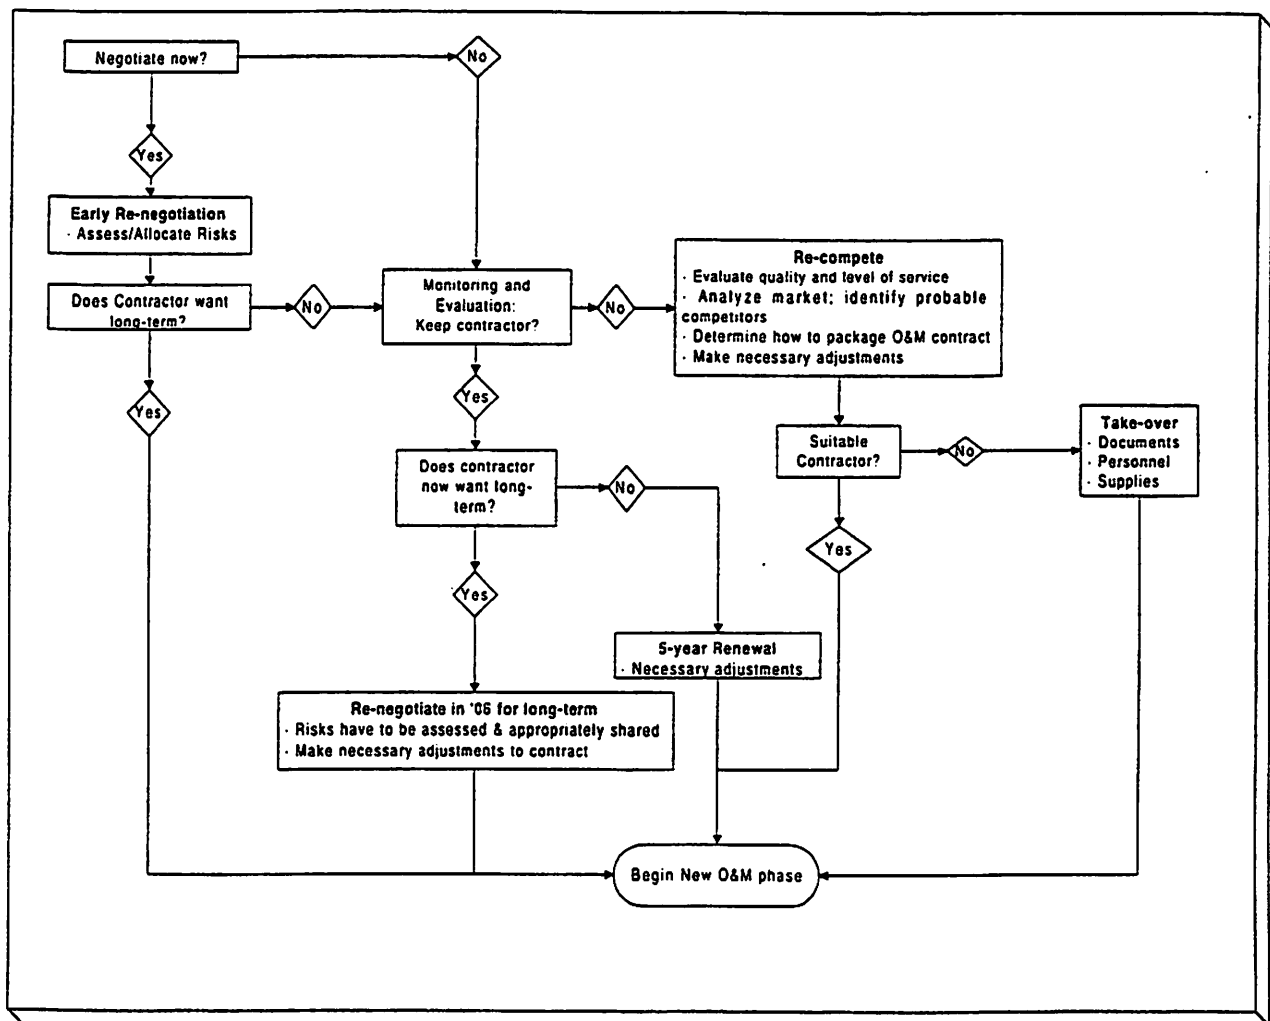 Negotiate now?
No
Yes
Early Re-negotiation
· Assess/Allocate Risks
Does Contractor want
long-term?
No
Yes
Monitoring and
Evaluation:
Keep contractor?
No
Yes
Re-compete
· Evaluate quality and level of service
· Analyze market; identify probable
competitors
· Determine how to package O&M contract
· Make necessary adjustments
Suitable
Contractor?
No
Yes
Take-over
· Documents
· Personnel
· Supplies
Does contractor
now want long-
term?
No
Yes
5-year Renewal
· Necessary adjustments
Re-negotiate in '06 for long-term
· Risks have to be assessed & appropriately shared
· Make necessary adjustments to contract
Begin New O&M phase